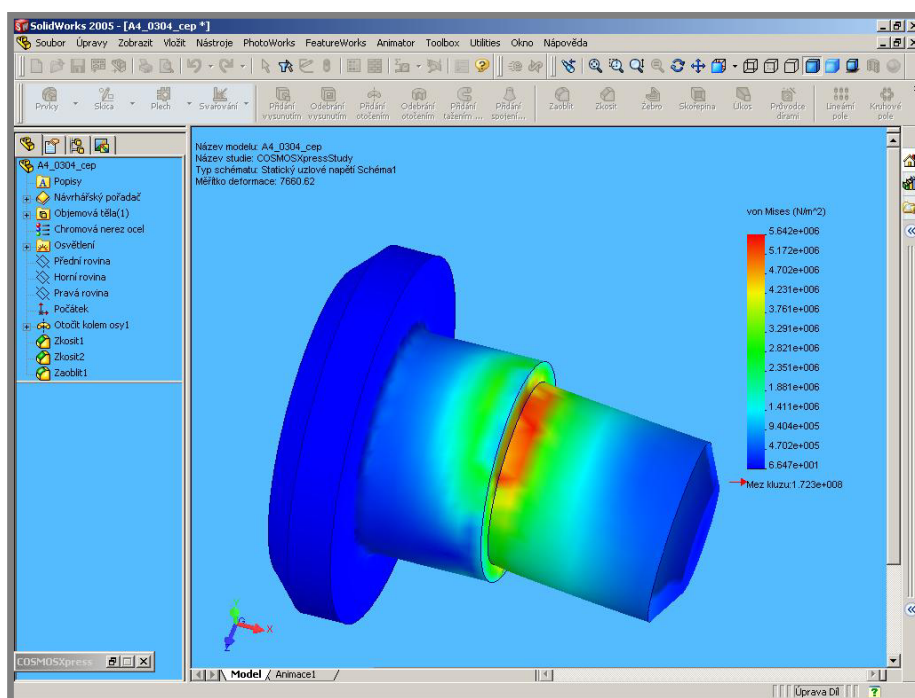 SolidWorks 2005 - [A4_0304_cep *]
Soubor Úpravy Zobrazit Vložit Nástroje PhotoWorks FeatureWorks Animator Toolbox Utilities Okno Nápověda
Prvky Skica Plech Svarování Přidání vysunutím Odebrání vysunutím Přidání otočením Odebrání otočením Přidání tažením ... Přidání spojení... Zaoblit Zkosit Žebro Skořepina Úkos Průvodce dírami Lineární pole Kruhové pole
A4_0304_cep
Popisy
Návrhářský pořadač
Objemová těla(1)
Chromová nerez ocel
Osvětlení
Přední rovina
Horní rovina
Pravá rovina
Počátek
Otočit kolem osy1
Zkosit1
Zkosit2
Zaoblit1
Název modelu: A4_0304_cep
Název studie: COSMOSXpressStudy
Typ schématu: Statický uzlové napětí Schéma1
Měřítko deformace: 7660.62
von Mises (N/m^2)
5.642e+006
5.172e+006
4.702e+006
4.231e+006
3.761e+006
3.291e+006
2.821e+006
2.351e+006
1.881e+006
1.411e+006
9.404e+005
4.702e+005
6.647e+001
Mez kluzu:1.723e+008
X
Z
COSMOSXpress
Model Animace1
Úprava Díl